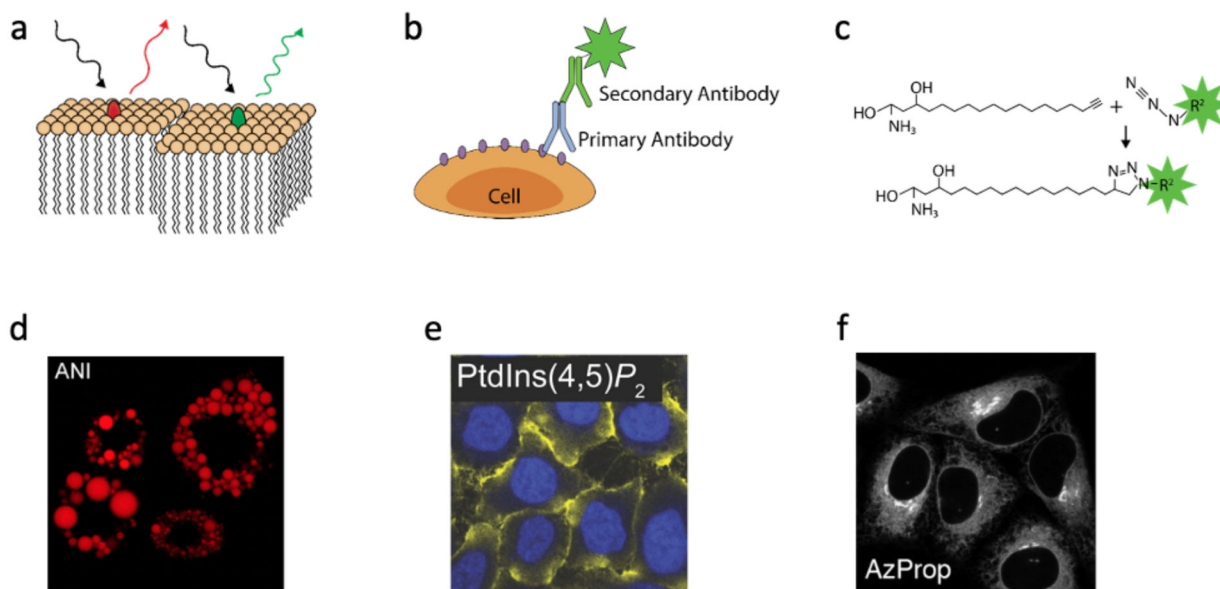 a
b
c
Secondary Antibody
Primary Antibody
Cell
OH
HO
NH₃
+
N
N
N
R²
OH
HO
NH₃
N
N
N
R²
d
e
f
ANI
PtdIns(4,5)P₂
AzProp